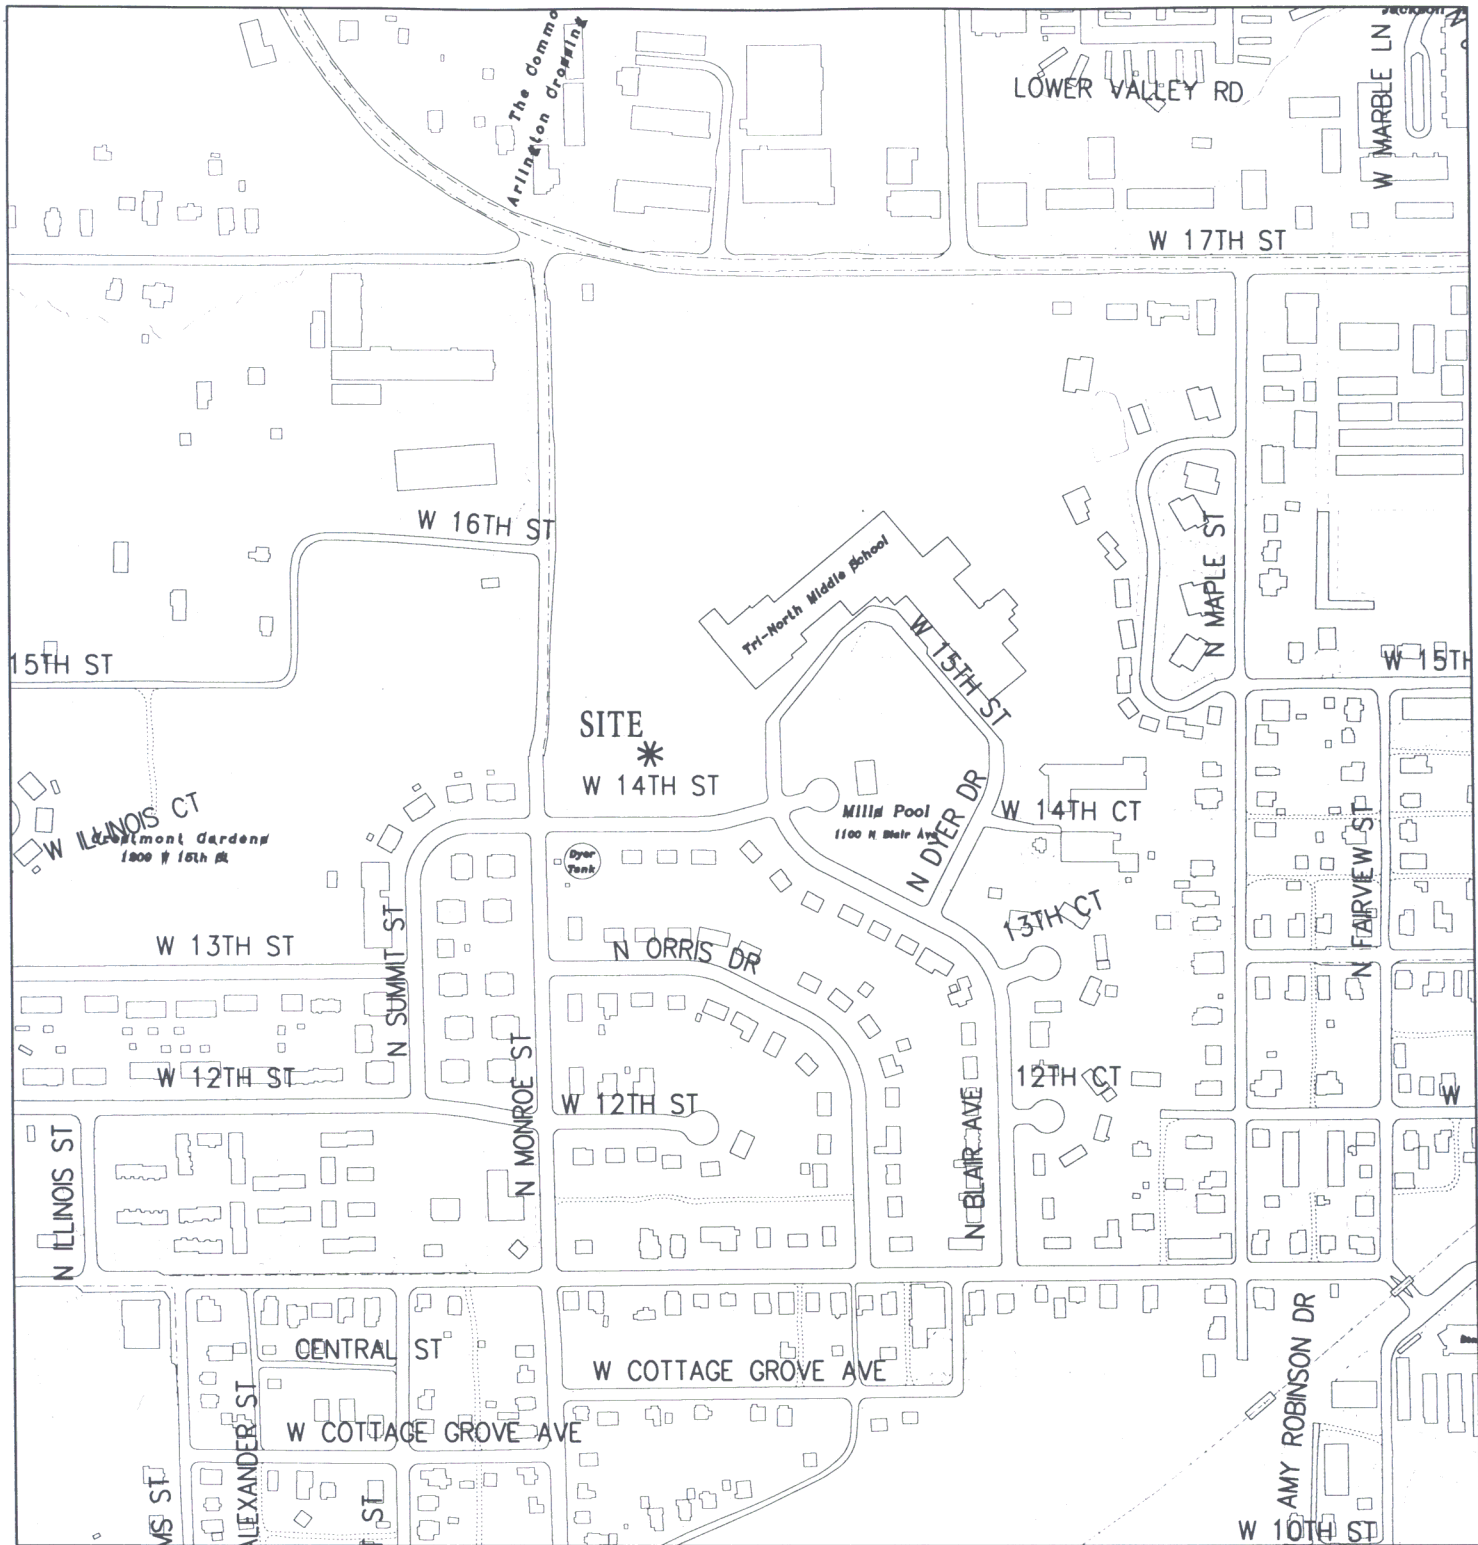 The Commo
Arlington Crossing
LOWER VALLEY RD
W MARBLE LN
Jackson
W 17TH ST
W 16TH ST
Tri-North Middle School
N MAPLE ST
15TH ST
W 15TH ST
W 15TH
SITE
*
W 14TH ST
W ILLINOIS CT
Crestmont Gardens
Mills Pool
1100 N Blair Ave
N DYER DR
W 14TH CT
N FAIRVIEW ST
Dyer
Tank
13TH CT
W 13TH ST
N SUMMIT ST
N ORRIS DR
W 12TH ST
N MONROE ST
W 12TH ST
N BLAIR AVE
12TH CT
W
N ILLINOIS ST
CENTRAL ST
W COTTAGE GROVE AVE
N AMY ROBINSON DR
W COTTAGE GROVE AVE
ALEXANDER ST
MS ST
ST
W 10TH ST